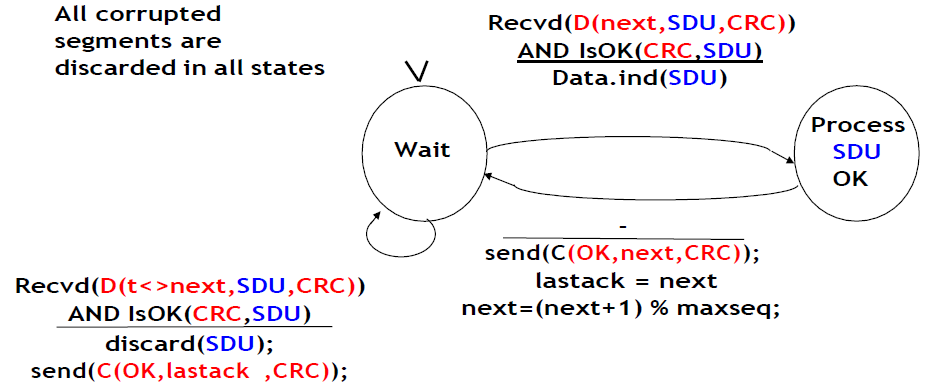 All corrupted
segments are
discarded in all states
Recvd(D(next,SDU,CRC))
AND IsOK(CRC,SDU)
Data.ind(SDU)
Wait
Process
SDU
OK
-
send(C(OK,next,CRC));
lastack = next
next=(next+1) % maxseq;
Recvd(D(t<>next,SDU,CRC))
AND IsOK(CRC,SDU)
discard(SDU);
send(C(OK,lastack ,CRC));